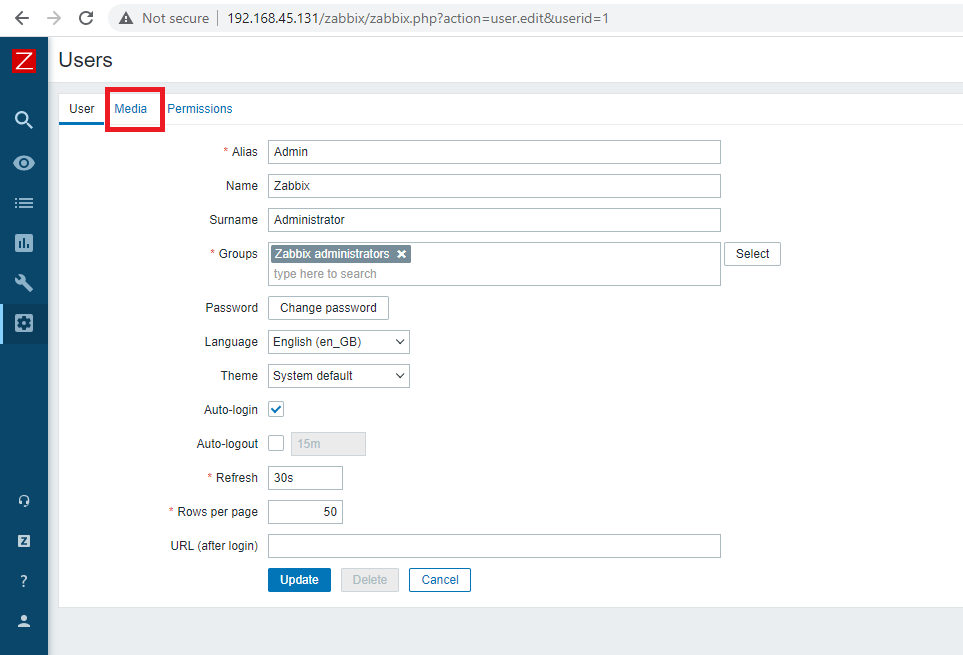 Not secure | 192.168.45.131/zabbix/zabbix.php?action=user.edit&userid=1
Z
Users
User Media Permissions
* Alias Admin
Name Zabbix
Surname Administrator
* Groups Zabbix administrators ✖ Select
type here to search
Password Change password
Language English (en_GB)
Theme System default
Auto-login
Auto-logout 15m
* Refresh 30s
* Rows per page 50
URL (after login)
Update Delete Cancel
Z
?